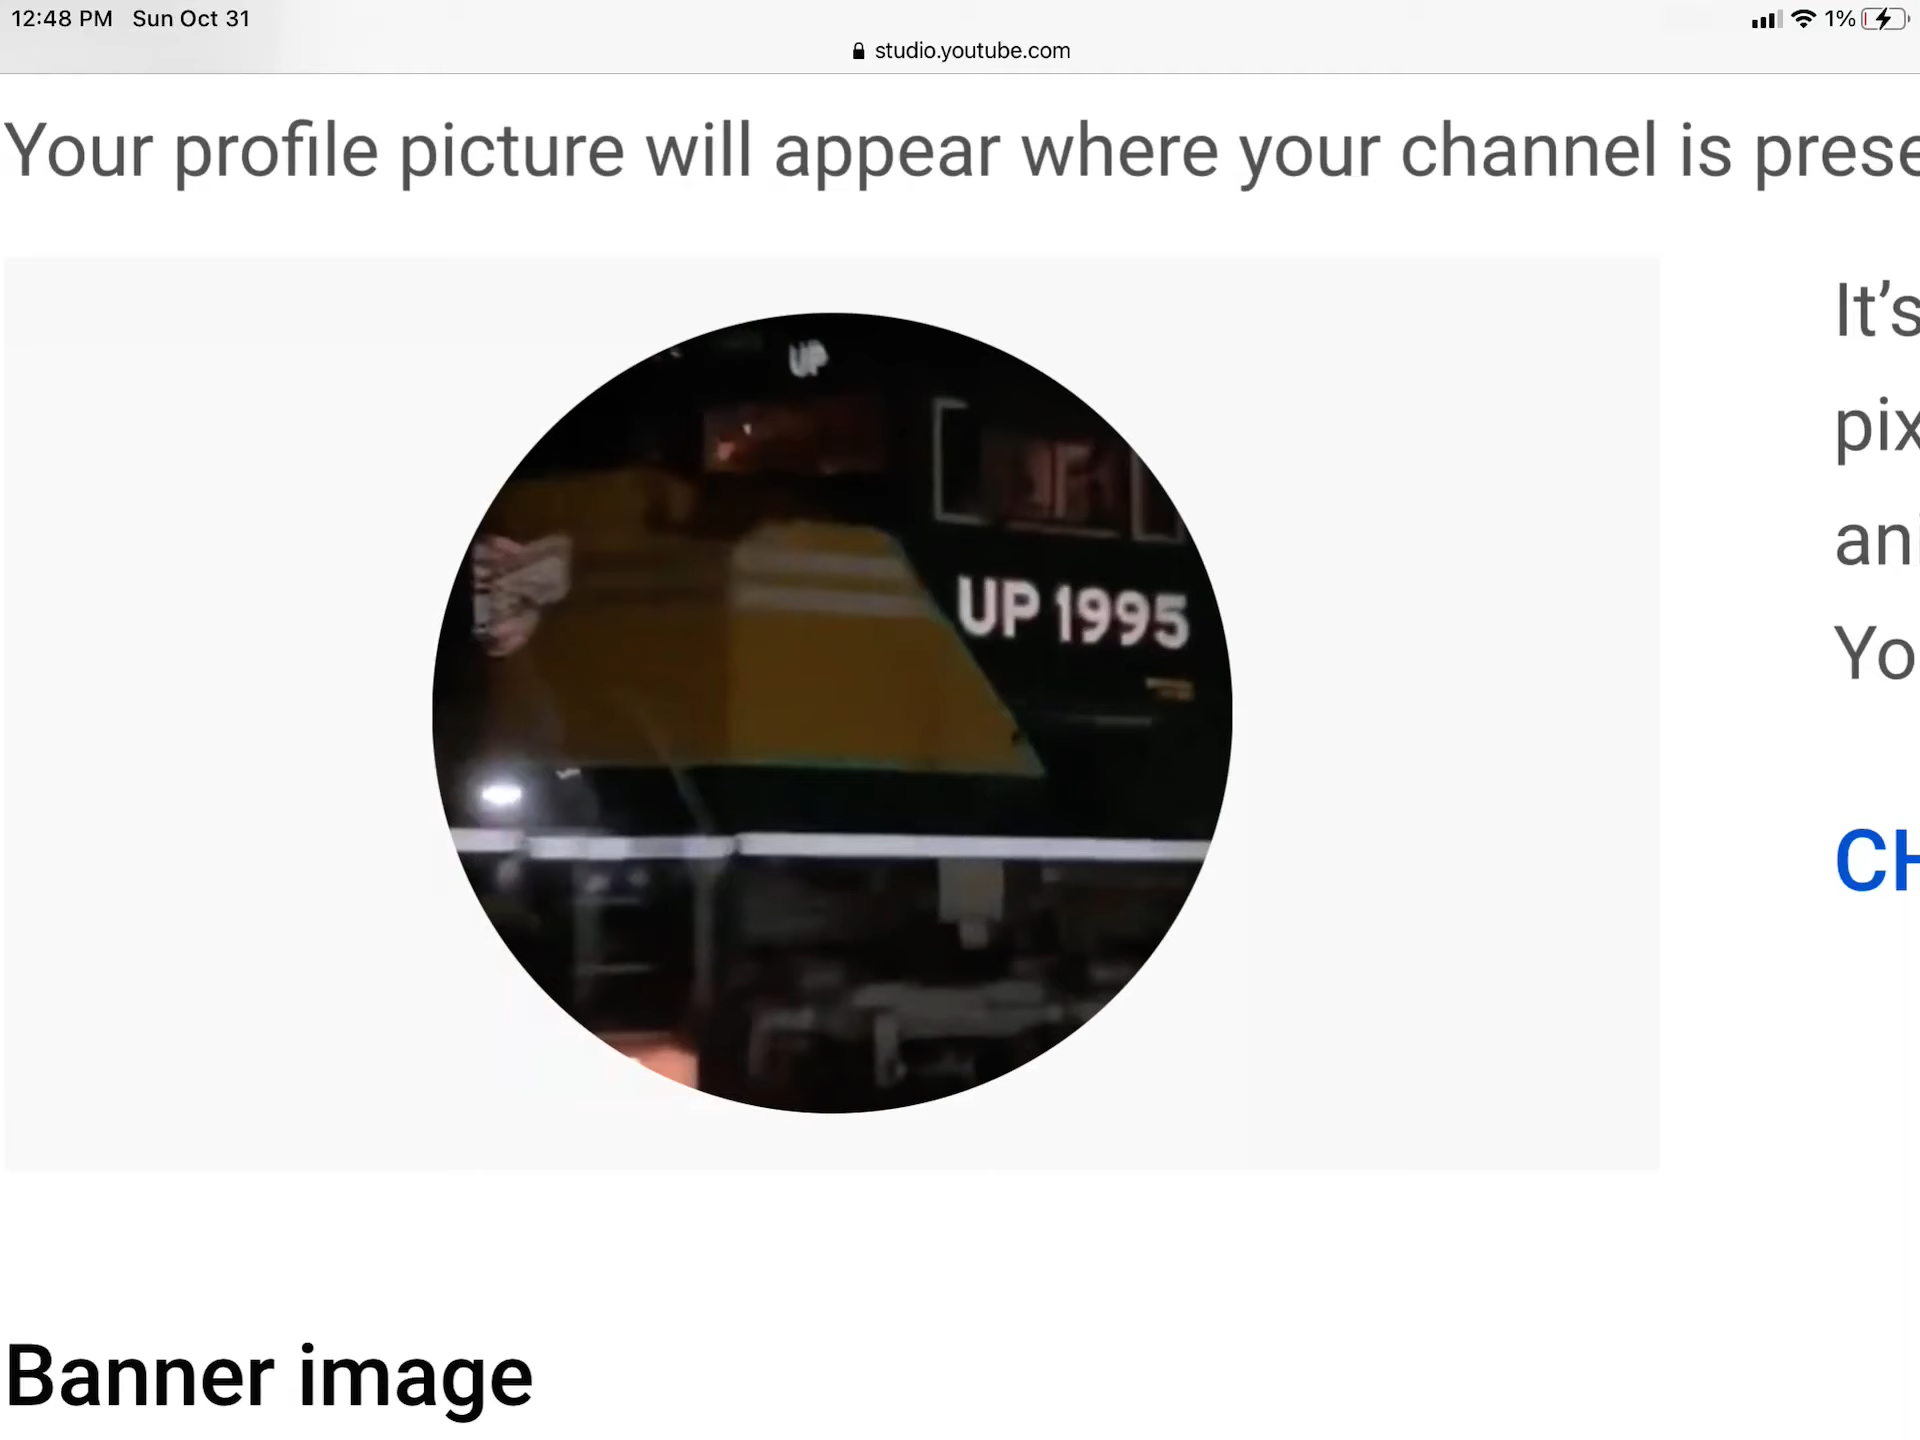 12:48 PM Sun Oct 31
1%
studio.youtube.com
Your profile picture will appear where your channel is prese
It’s
pix
ani
Yo
CH
UP
UP 1995
Banner image